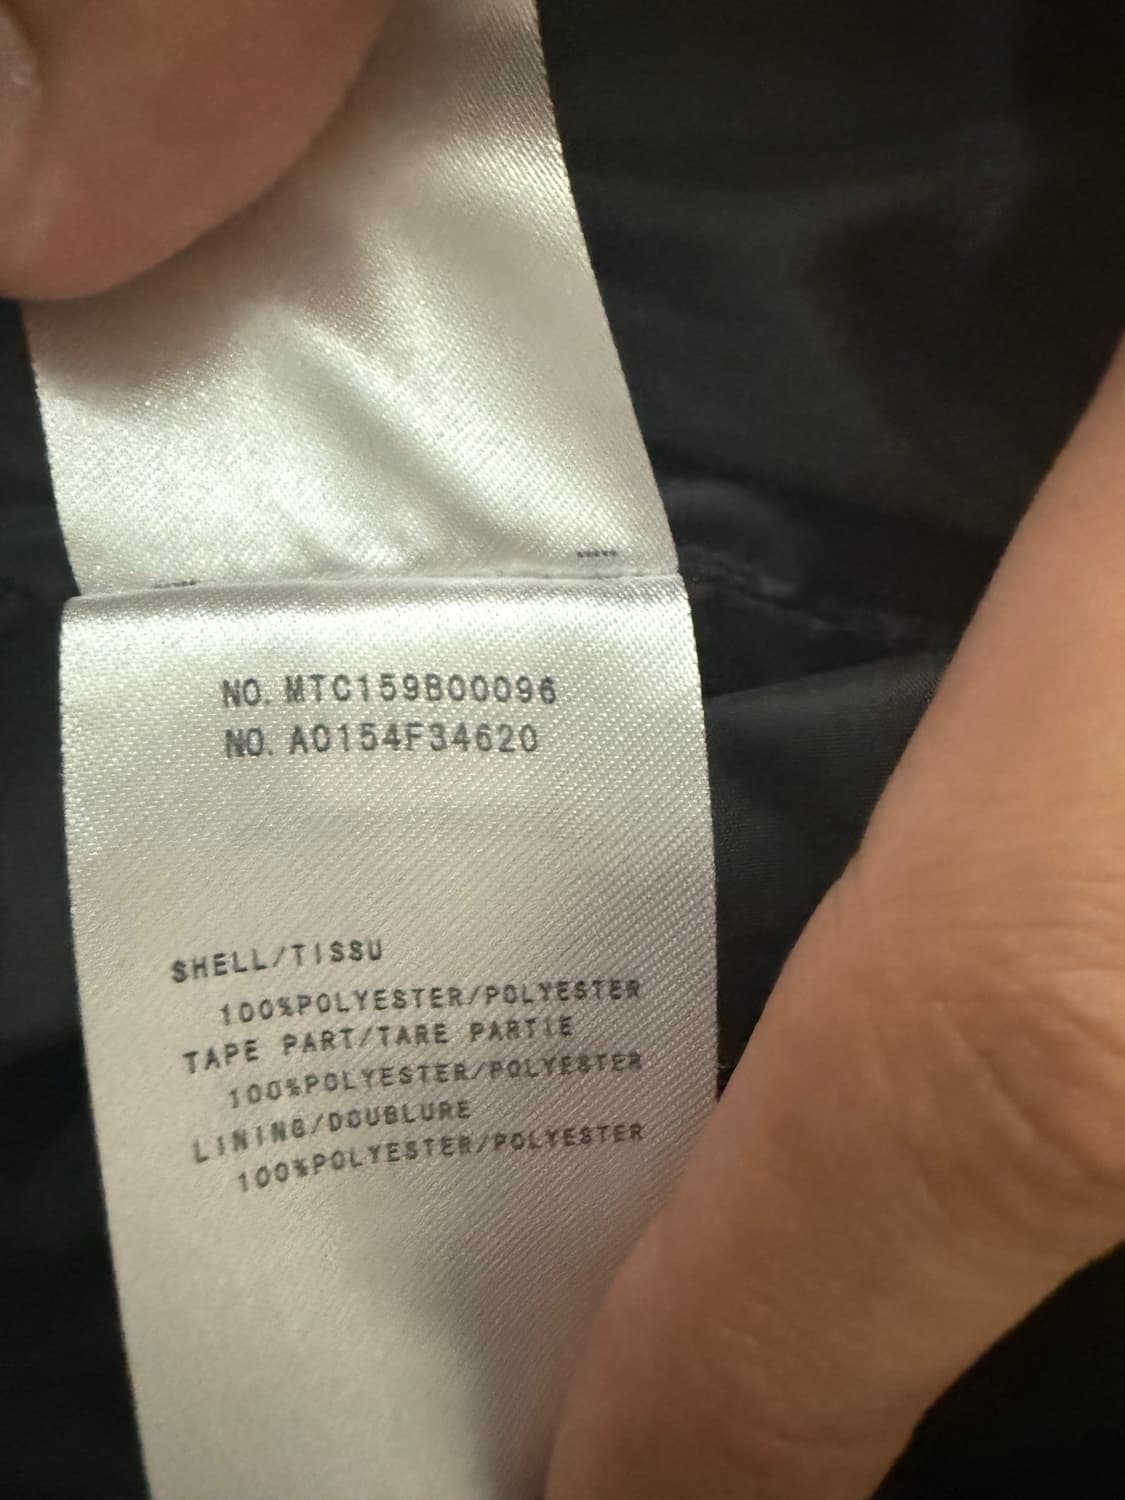 NO. MTC159B00096
NO. A0154F34620
SHELL/TISSU
100%POLYESTER/POLYESTER
TAPE PART/TARE PARTIE
100%POLYESTER/POLYESTER
LINING/DOUBLURE
100%POLYESTER/POLYESTER